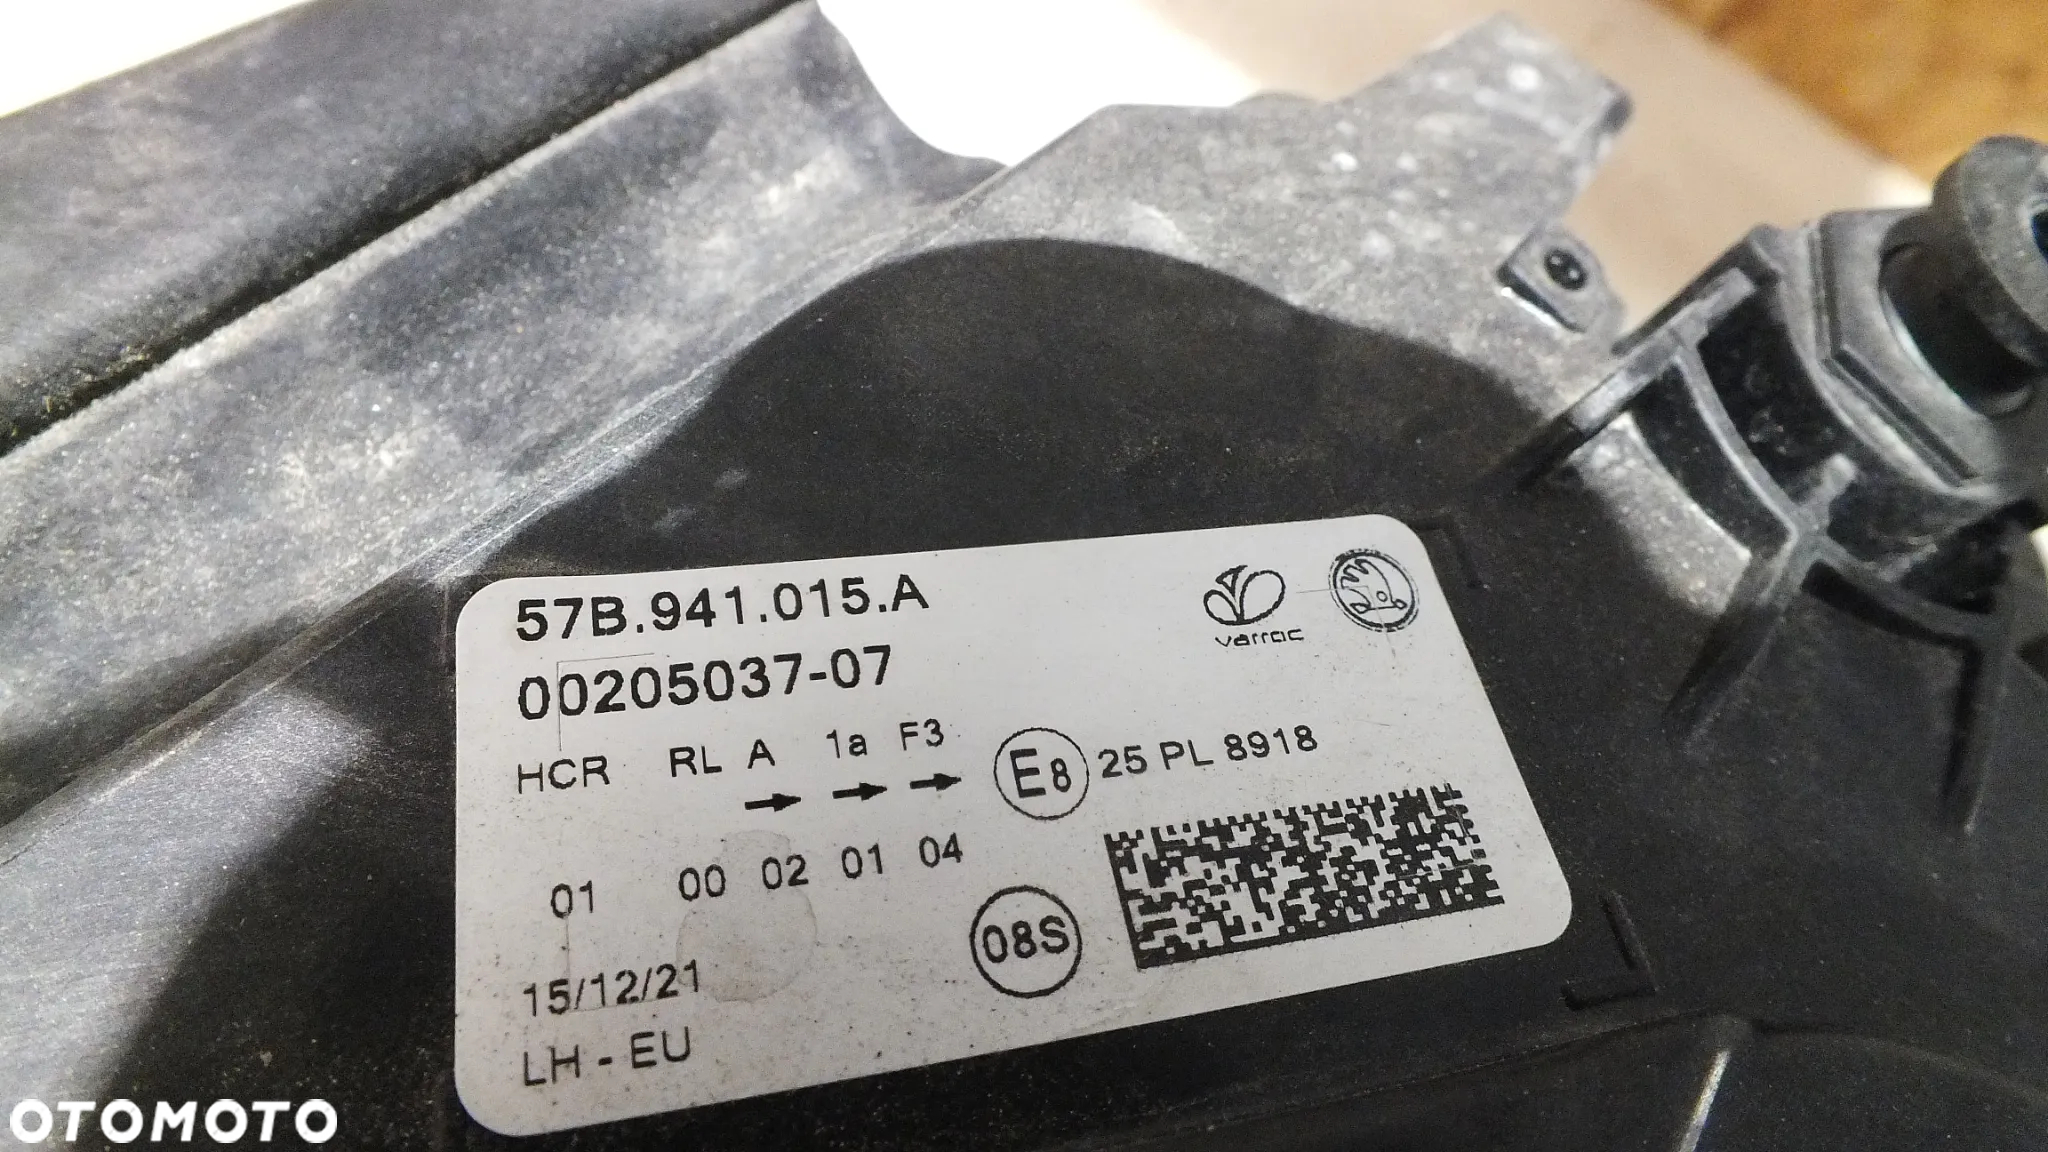 57B.941.015.A
varroc
00205037-07
HCR RL A 1a F3
E8 25 PL 8918
01 00 02 01 04
08S
15/12/21
LH - EU
OTOMOTO